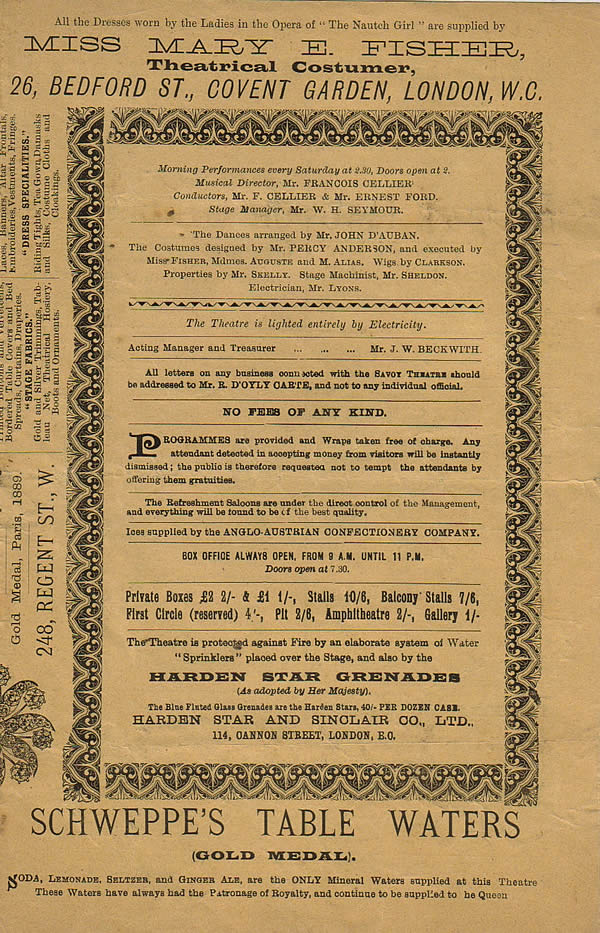 All the Dresses worn by the Ladies in the Opera of "The Nautch Girl" are supplied by
MISS MARY E. FISHER,
Theatrical Costumer,
26, BEDFORD ST., COVENT GARDEN, LONDON, W.C.
Morning Performances every Saturday at 2.30, Doors open at 2.
Musical Director, Mr. FRANCOIS CELLIER
Conductors, Mr. F. CELLIER & Mr. ERNEST FORD.
Stage Manager, Mr. W. H. SEYMOUR.
The Dances arranged by Mr. JOHN D'AUBAN.
The Costumes designed by Mr. PERCY ANDERSON, and executed by
Miss FISHER, Mdmes. AUGUSTE and M. ALIAS. Wigs by CLARKSON.
Properties by Mr. SKELLY. Stage Machinist, Mr. SHELDON.
Electrician, Mr. LYONS.
The Theatre is lighted entirely by Electricity.
Acting Manager and Treasurer ... ... ... Mr. J. W. BECKWITH
All letters on any business connected with the SAVOY THEATRE should
be addressed to Mr. R. D'OYLY CARTE, and not to any individual official.
NO FEES OF ANY KIND.
PROGRAMMES are provided and Wraps taken free of charge. Any
attendant detected in accepting money from visitors will be instantly
dismissed; the public is therefore requested not to tempt the attendants by
offering them gratuities.
The Refreshment Saloons are under the direct control of the Management,
and everything will be found to be of the best quality.
Ices supplied by the ANGLO-AUSTRIAN CONFECTIONERY COMPANY.
BOX OFFICE ALWAYS OPEN, FROM 9 A.M. UNTIL 11 P.M.
Doors open at 7.30.
Private Boxes £2 2/- & £1 1/-, Stalls 10/6, Balcony Stalls 7/6,
First Circle (reserved) 4/-, Pit 2/6, Amphitheatre 2/-, Gallery 1/-
The Theatre is protected against Fire by an elaborate system of Water
"Sprinklers" placed over the Stage, and also by the
HARDEN STAR GRENADES
(As adopted by Her Majesty).
The Blue Fluted Glass Grenades are the Harden Stars, 40/- PER DOZEN CASE.
HARDEN STAR AND SINCLAIR CO., LTD.,
114, CANNON STREET, LONDON, E.C.
Laces, Banners, Altar Frontals,
Embroideries, Vestments, Fringes.
"DRESS SPECIALITIES."
Riding Tights, Tea Gown, Damasks
and Silks, Costume Cloths and
Cloakings.
Bordered Table Covers and Bed
Spreads, Curtains, Draperies.
"STAGE FABRICS."
Gold and Silver Trimmings, Tab-
leau Net, Theatrical Hosiery,
Boots and Ornaments.
Gold Medal, Paris, 1889.
248, REGENT ST., W.
SCHWEPPE'S TABLE WATERS
(GOLD MEDAL).
SODA, LEMONADE, SELTZER, and GINGER ALE, are the ONLY Mineral Waters supplied at this Theatre
These Waters have always had the Patronage of Royalty, and continue to be supplied to he Queen